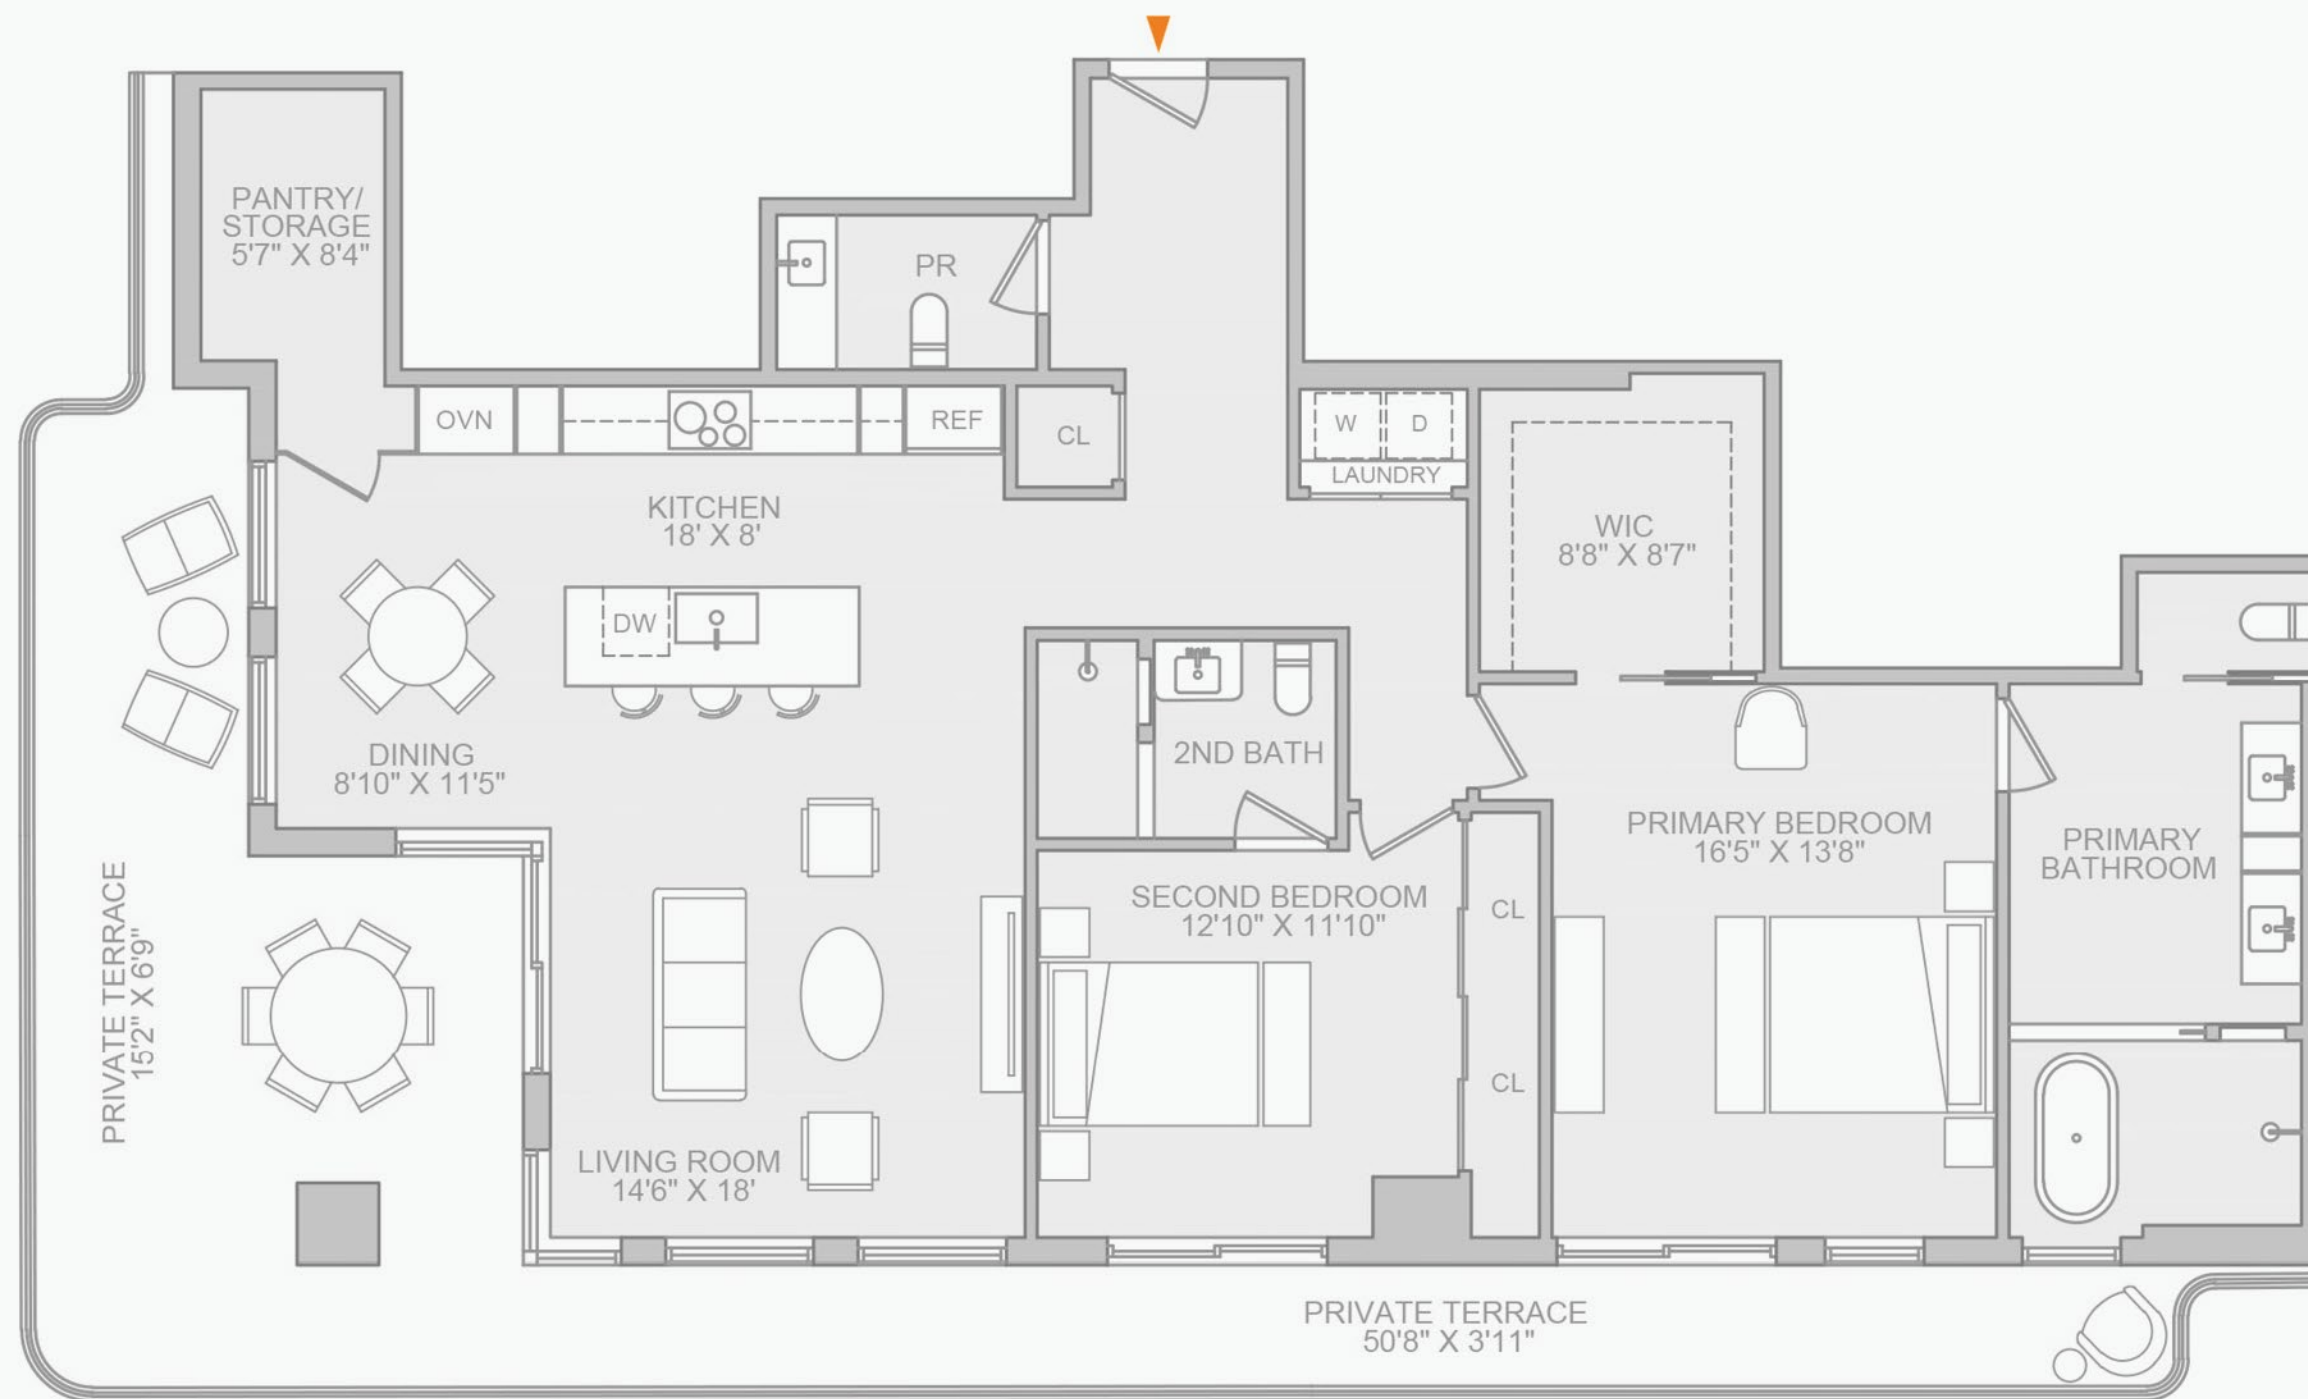 PANTRY/
STORAGE
5'7" X 8'4"
PR
OVN
REF
CL
W
D
LAUNDRY
KITCHEN
18' X 8'
WIC
8'8" X 8'7"
DW
DINING
8'10" X 11'5"
2ND BATH
PRIMARY BEDROOM
16'5" X 13'8"
PRIMARY
BATHROOM
SECOND BEDROOM
12'10" X 11'10"
CL
CL
PRIVATE TERRACE
15'2" X 6'9"
LIVING ROOM
14'6" X 18'
PRIVATE TERRACE
50'8" X 3'11"